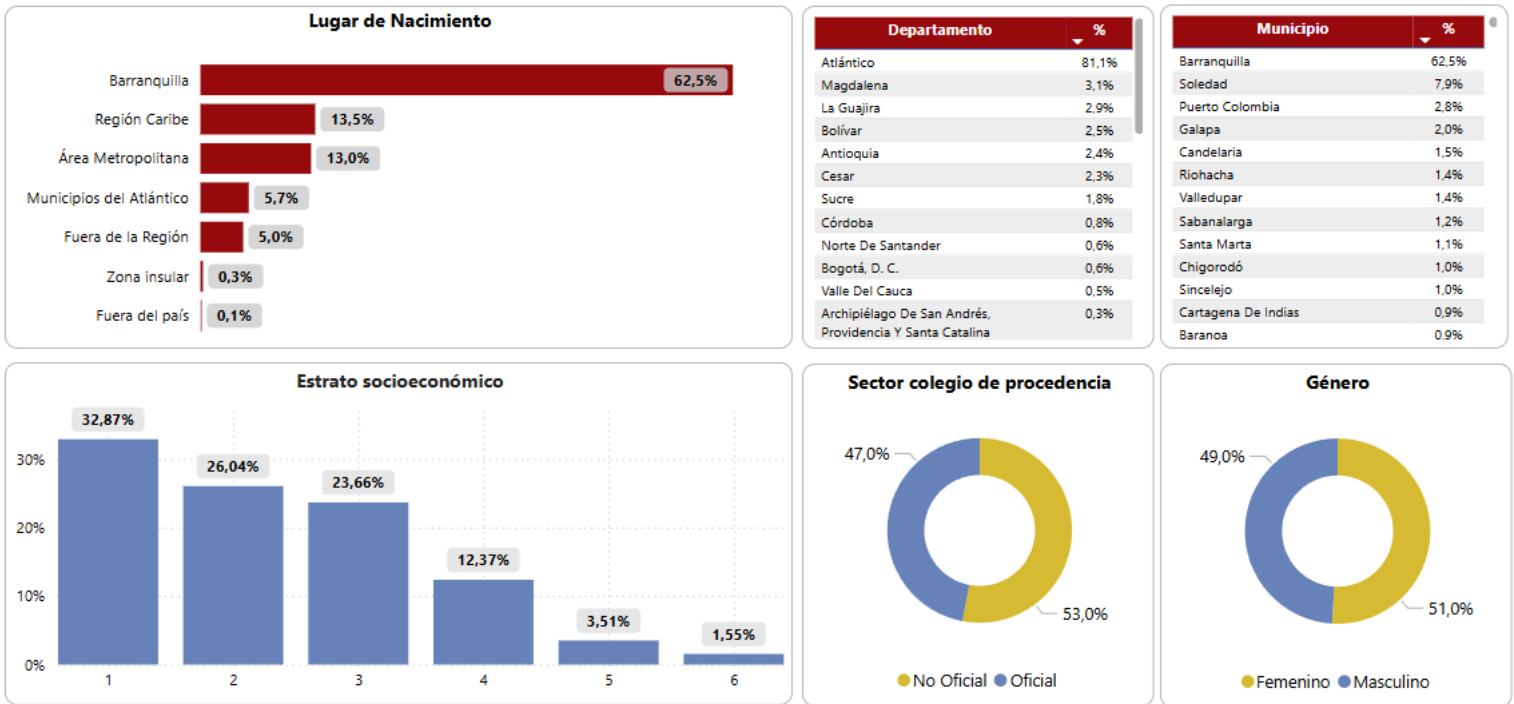 Lugar de Nacimiento
Barranquilla 62,5%
Región Caribe 13,5%
Área Metropolitana 13,0%
Municipios del Atlántico 5,7%
Fuera de la Región 5,0%
Zona insular 0,3%
Fuera del país 0,1%
Departamento %
Atlántico 81,1%
Magdalena 3,1%
La Guajira 2,9%
Bolívar 2,5%
Antioquia 2,4%
Cesar 2,3%
Sucre 1,8%
Córdoba 0,8%
Norte De Santander 0,6%
Bogotá, D. C. 0,6%
Valle Del Cauca 0,5%
Archipiélago De San Andrés, 0,3%
Providencia Y Santa Catalina
Municipio %
Barranquilla 62,5%
Soledad 7,9%
Puerto Colombia 2,8%
Galapa 2,0%
Candelaria 1,5%
Riohacha 1,4%
Valledupar 1,4%
Sabanalarga 1,2%
Santa Marta 1,1%
Chigorodó 1,0%
Sincelejo 1,0%
Cartagena De Indias 0,9%
Baranoa 0.9%
Estrato socioeconómico
32,87%
26,04%
23,66%
12,37%
3,51%
1,55%
30%
20%
10%
0%
1 2 3 4 5 6
Sector colegio de procedencia
47,0%
53,0%
No Oficial Oficial
Género
49,0%
51,0%
Femenino Masculino